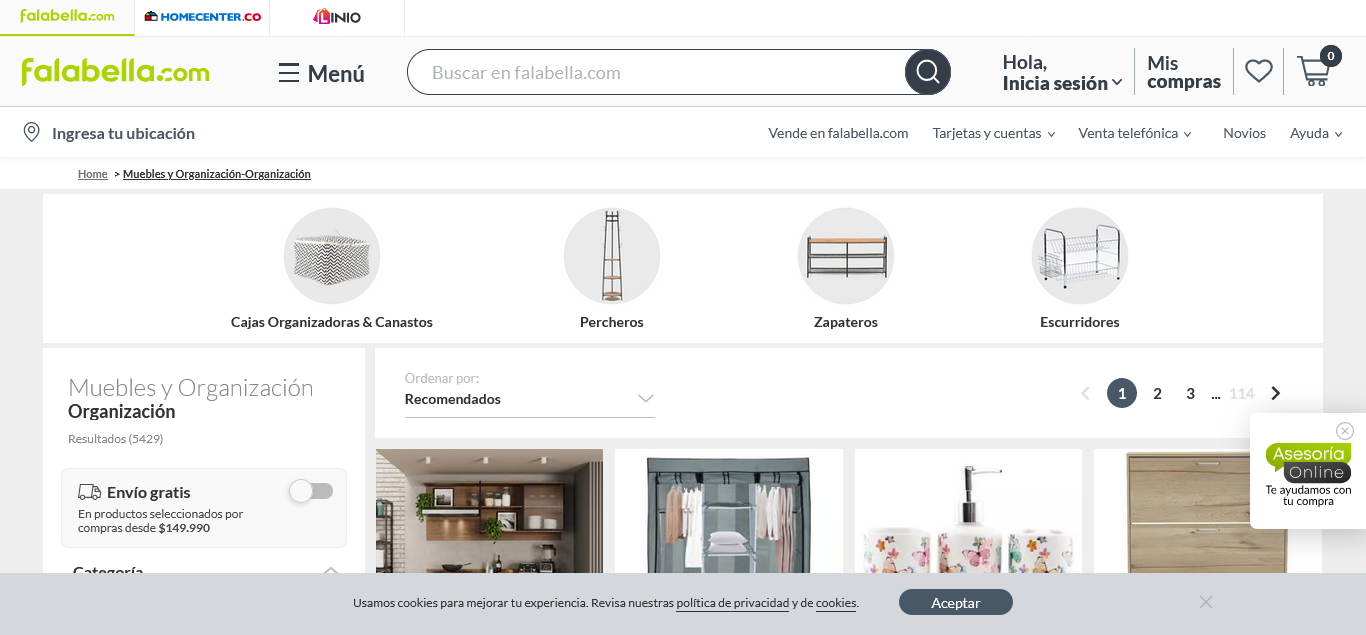 falabella.com
HOMECENTER.CO
LINIO
falabella.com
Menú
Buscar en falabella.com
Hola,
Inicia sesión
Mis
compras
0
Ingresa tu ubicación
Vende en falabella.com
Tarjetas y cuentas
Venta telefónica
Novios
Ayuda
Home > Muebles y Organización-Organización
Cajas Organizadoras & Canastos
Percheros
Zapateros
Escurridores
Muebles y Organización
Organización
Resultados (5429)
Envío gratis
En productos seleccionados por
compras desde $149.990
Categoría
Ordenar por:
Recomendados
1 2 3 ... 114
Asesoría
Online
Te ayudamos con
tu compra
Usamos cookies para mejorar tu experiencia. Revisa nuestras política de privacidad y de cookies.
Aceptar